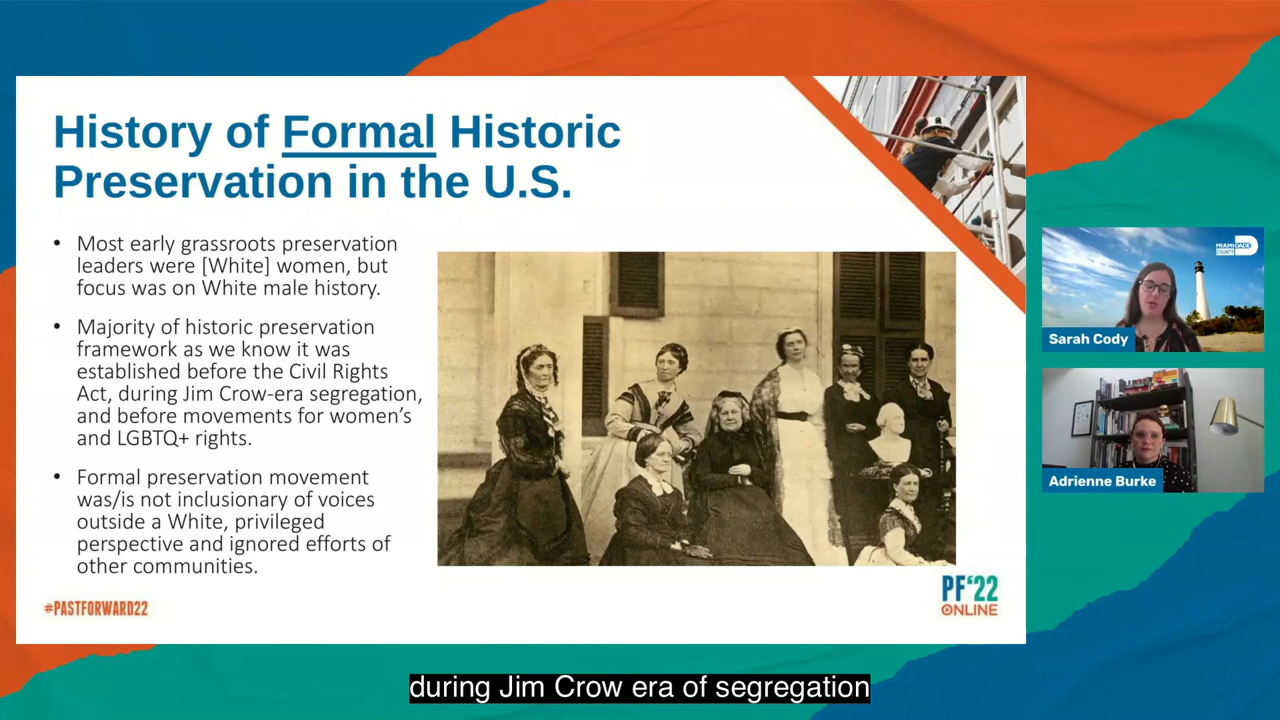 History of Formal Historic
Preservation in the U.S.
• Most early grassroots preservation
leaders were [White] women, but
focus was on White male history.
• Majority of historic preservation
framework as we know it was
established before the Civil Rights
Act, during Jim Crow-era segregation,
and before movements for women's
and LGBTQ+ rights.
• Formal preservation movement
was/is not inclusionary of voices
outside a White, privileged
perspective and ignored efforts of
other communities.
#PASTFORWARD22
PF‘22
ONLINE
MIAMI-DADE
COUNTY
Sarah Cody
Adrienne Burke
during Jim Crow era of segregation